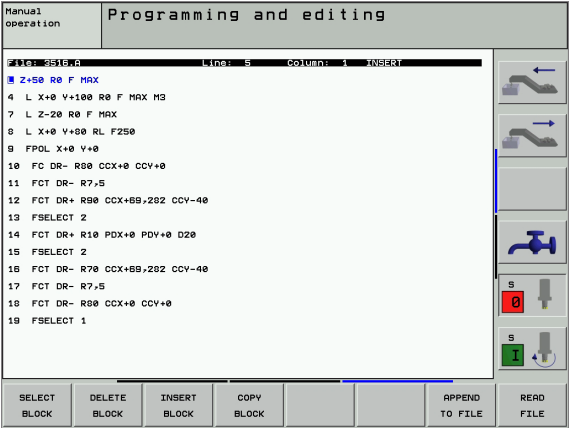 Manual
operation
Programming and editing
File: 3516.A Line: 5 Column: 1 INSERT
Z+50 R0 F MAX
4 L X+0 Y+100 R0 F MAX M3
7 L Z-20 R0 F MAX
8 L X+0 Y+80 RL F250
9 FPOL X+0 Y+0
10 FC DR- R80 CCX+0 CCY+0
11 FCT DR- R7,5
12 FCT DR+ R90 CCX+69,282 CCY-40
13 FSELECT 2
14 FCT DR+ R10 PDX+0 PDY+0 D20
15 FSELECT 2
16 FCT DR- R70 CCX+69,282 CCY-40
17 FCT DR- R7,5
18 FCT DR- R80 CCX+0 CCY+0
19 FSELECT 1
S
0
S
I
SELECT BLOCK
DELETE BLOCK
INSERT BLOCK
COPY BLOCK
APPEND TO FILE
READ FILE